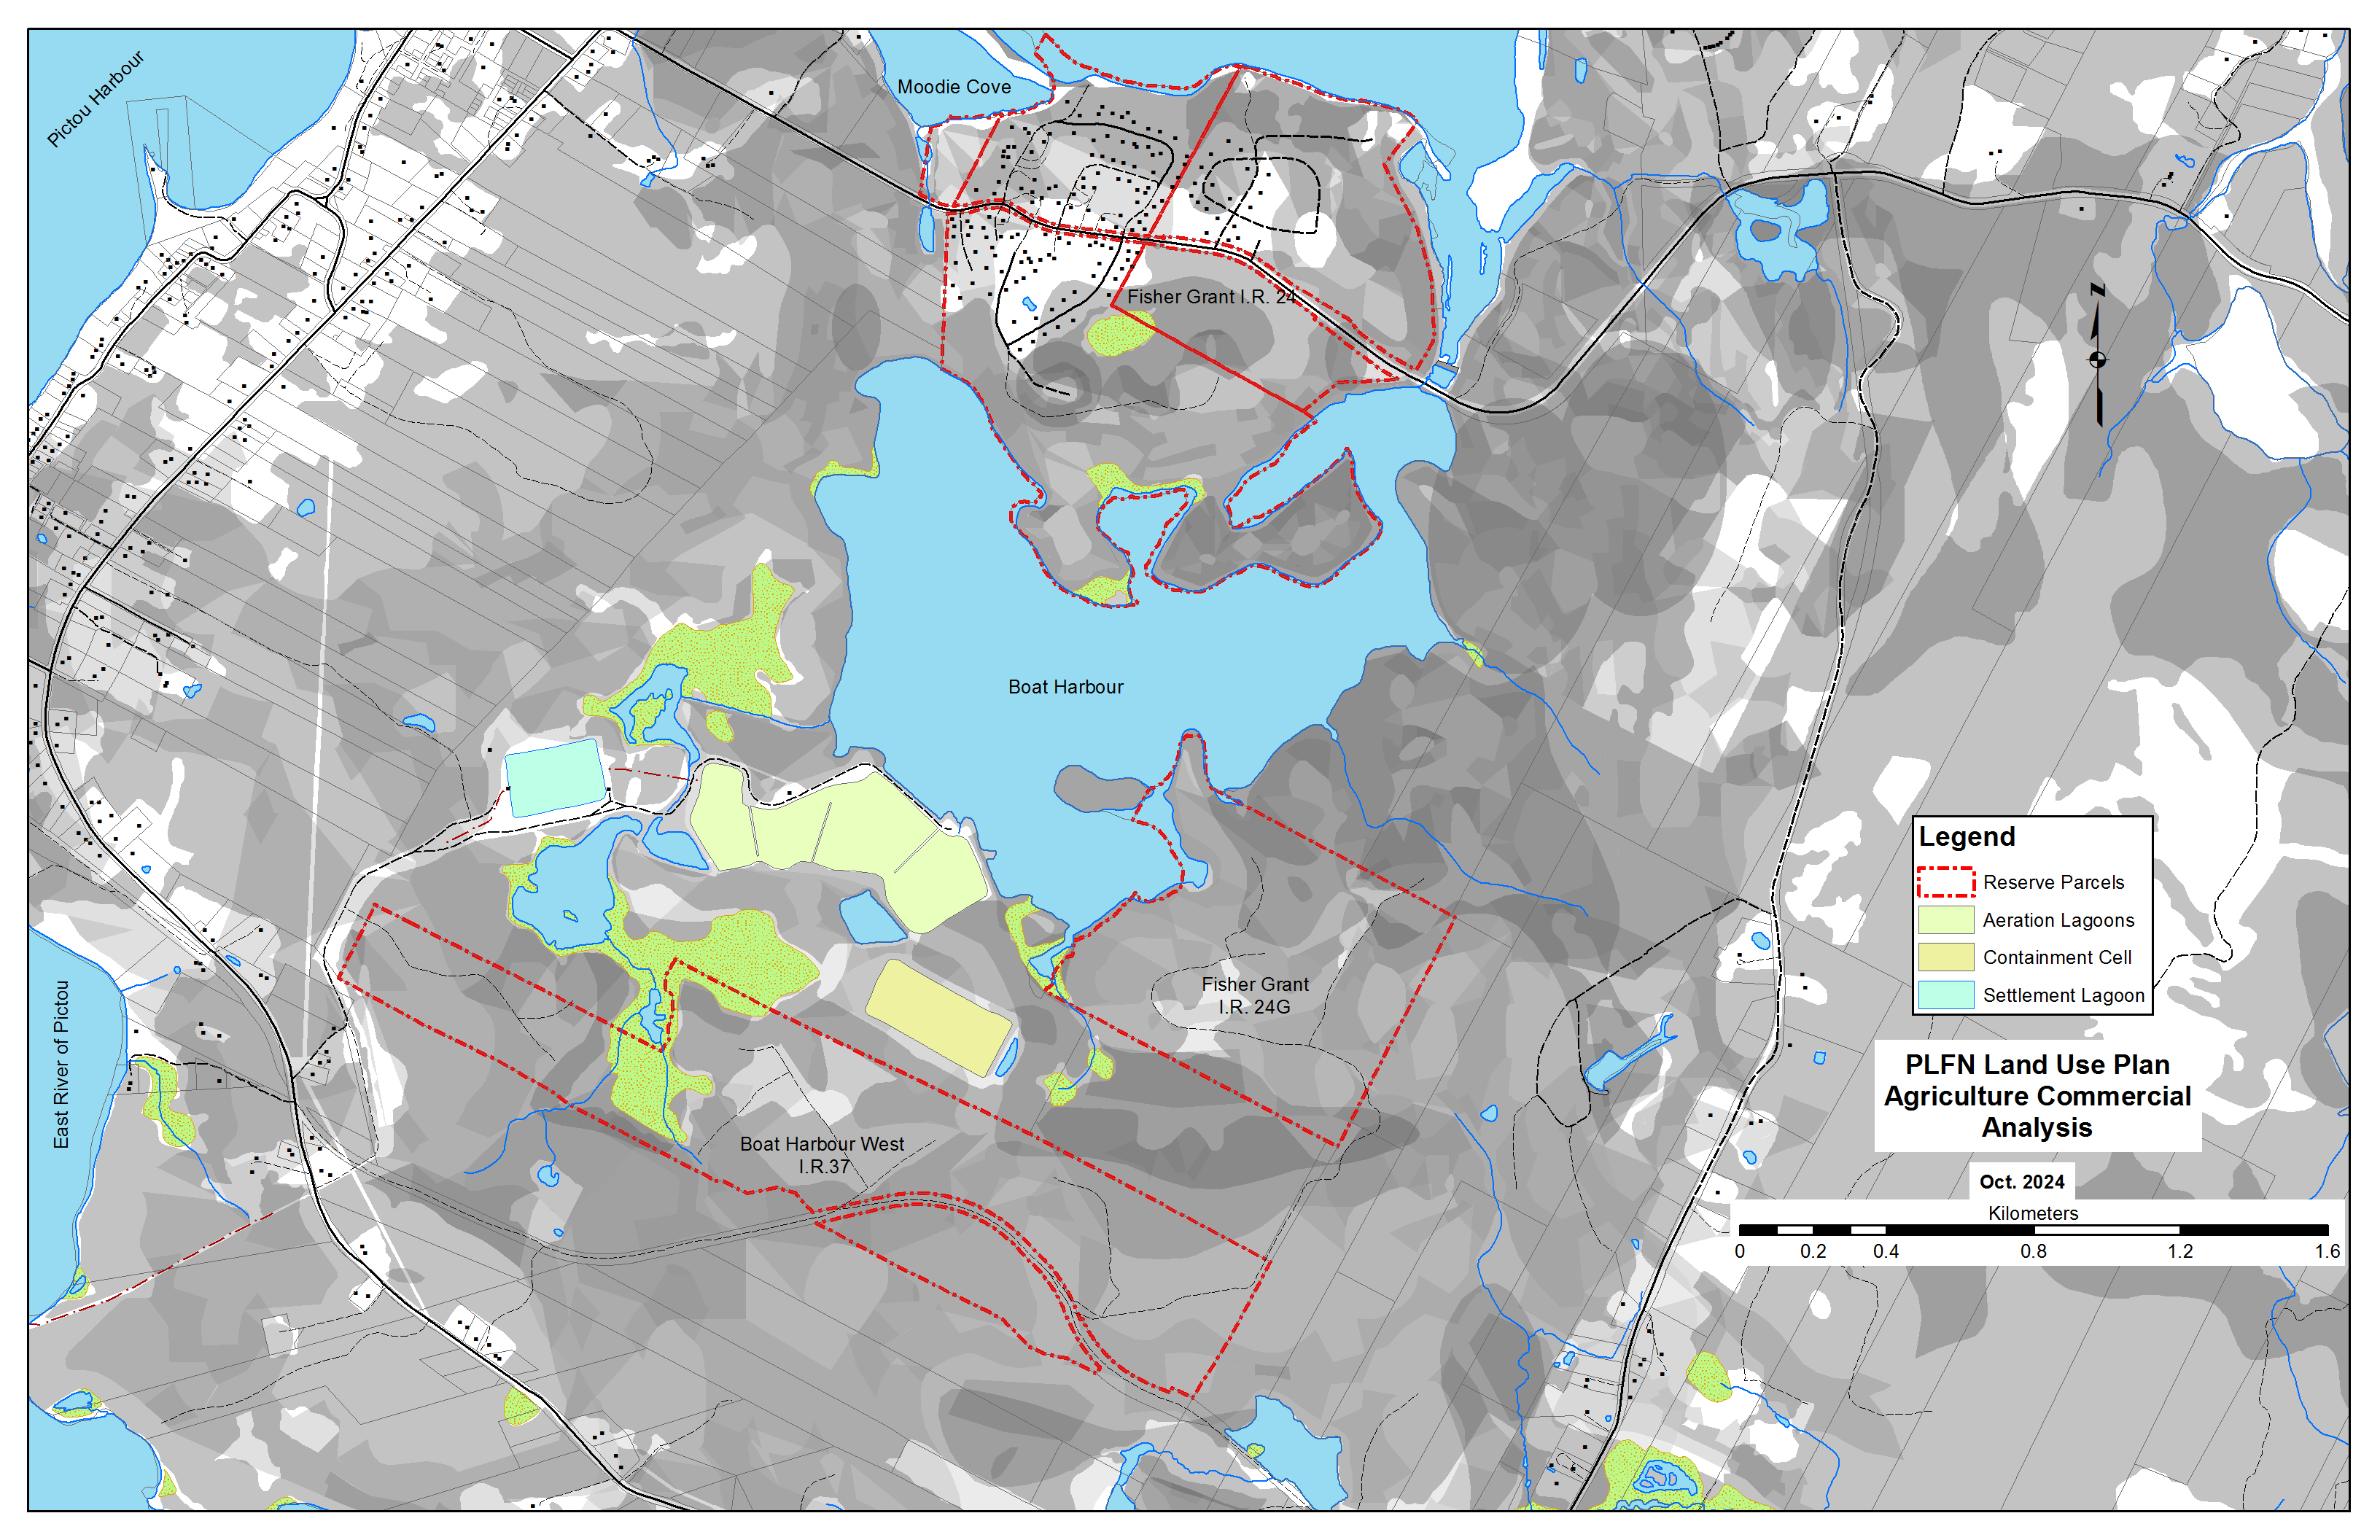 Pictou Harbour
Moodie Cove
Fisher Grant I.R. 24
N
Boat Harbour
Legend
Reserve Parcels
Aeration Lagoons
Containment Cell
Settlement Lagoon
Fisher Grant
I.R. 24G
East River of Pictou
Boat Harbour West
I.R.37
PLFN Land Use Plan
Agriculture Commercial
Analysis
Oct. 2024
Kilometers
0 0.2 0.4 0.8 1.2 1.6